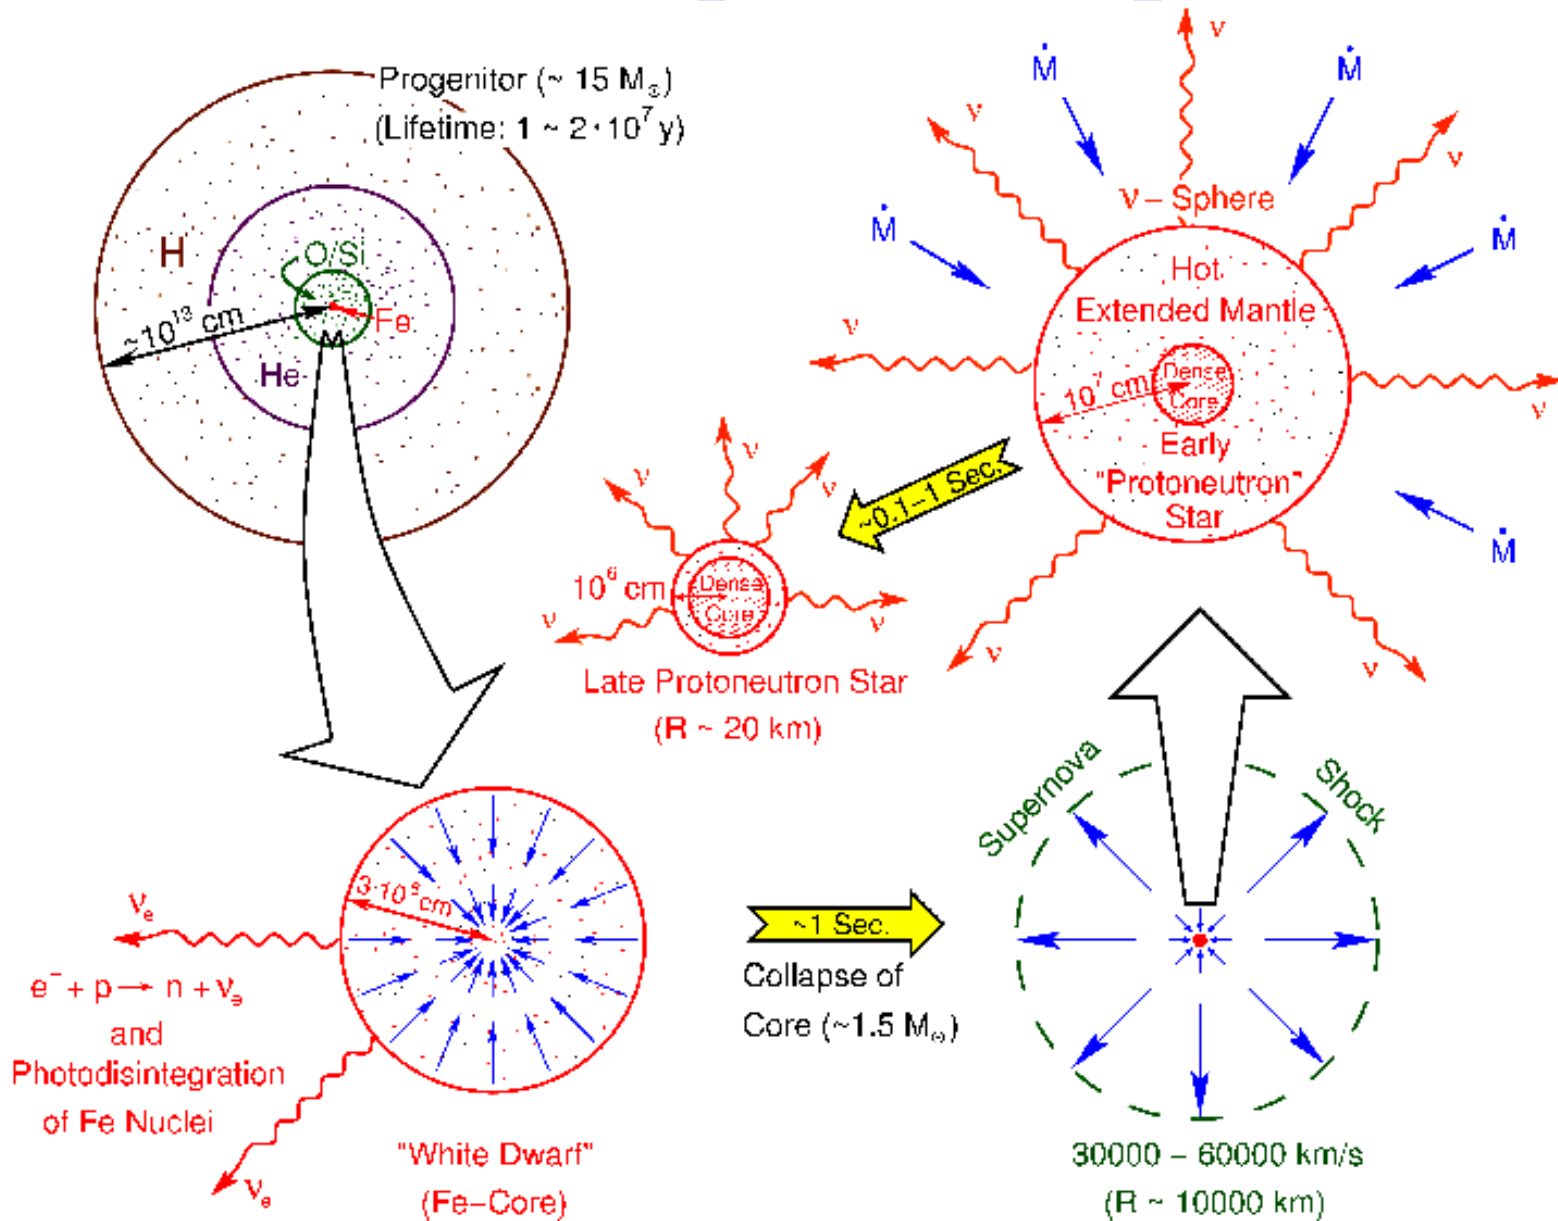 Progenitor (~ 15 M☉)
(Lifetime: 1 ~ 2·10⁷ y)
H
O/Si
Fe
~10¹³ cm
He
ν
ν
ν
ν
ν
ν
ν
ν
Ṁ
Ṁ
Ṁ
Ṁ
Ṁ
ν – Sphere
Hot
Extended Mantle
Dense
Core
10⁷ cm
Early
"Protoneutron"
Star
~0.1–1 Sec.
ν
ν
ν
ν
ν
10⁶ cm
Dense
Core
Late Protoneutron Star
(R ~ 20 km)
3·10⁸ cm
νₑ
e⁻ + p → n + νₑ
and
Photodisintegration
of Fe Nuclei
νₑ
"White Dwarf"
(Fe–Core)
~1 Sec.
Collapse of
Core (~1.5 M☉)
Supernova
Shock
30000 – 60000 km/s
(R ~ 10000 km)